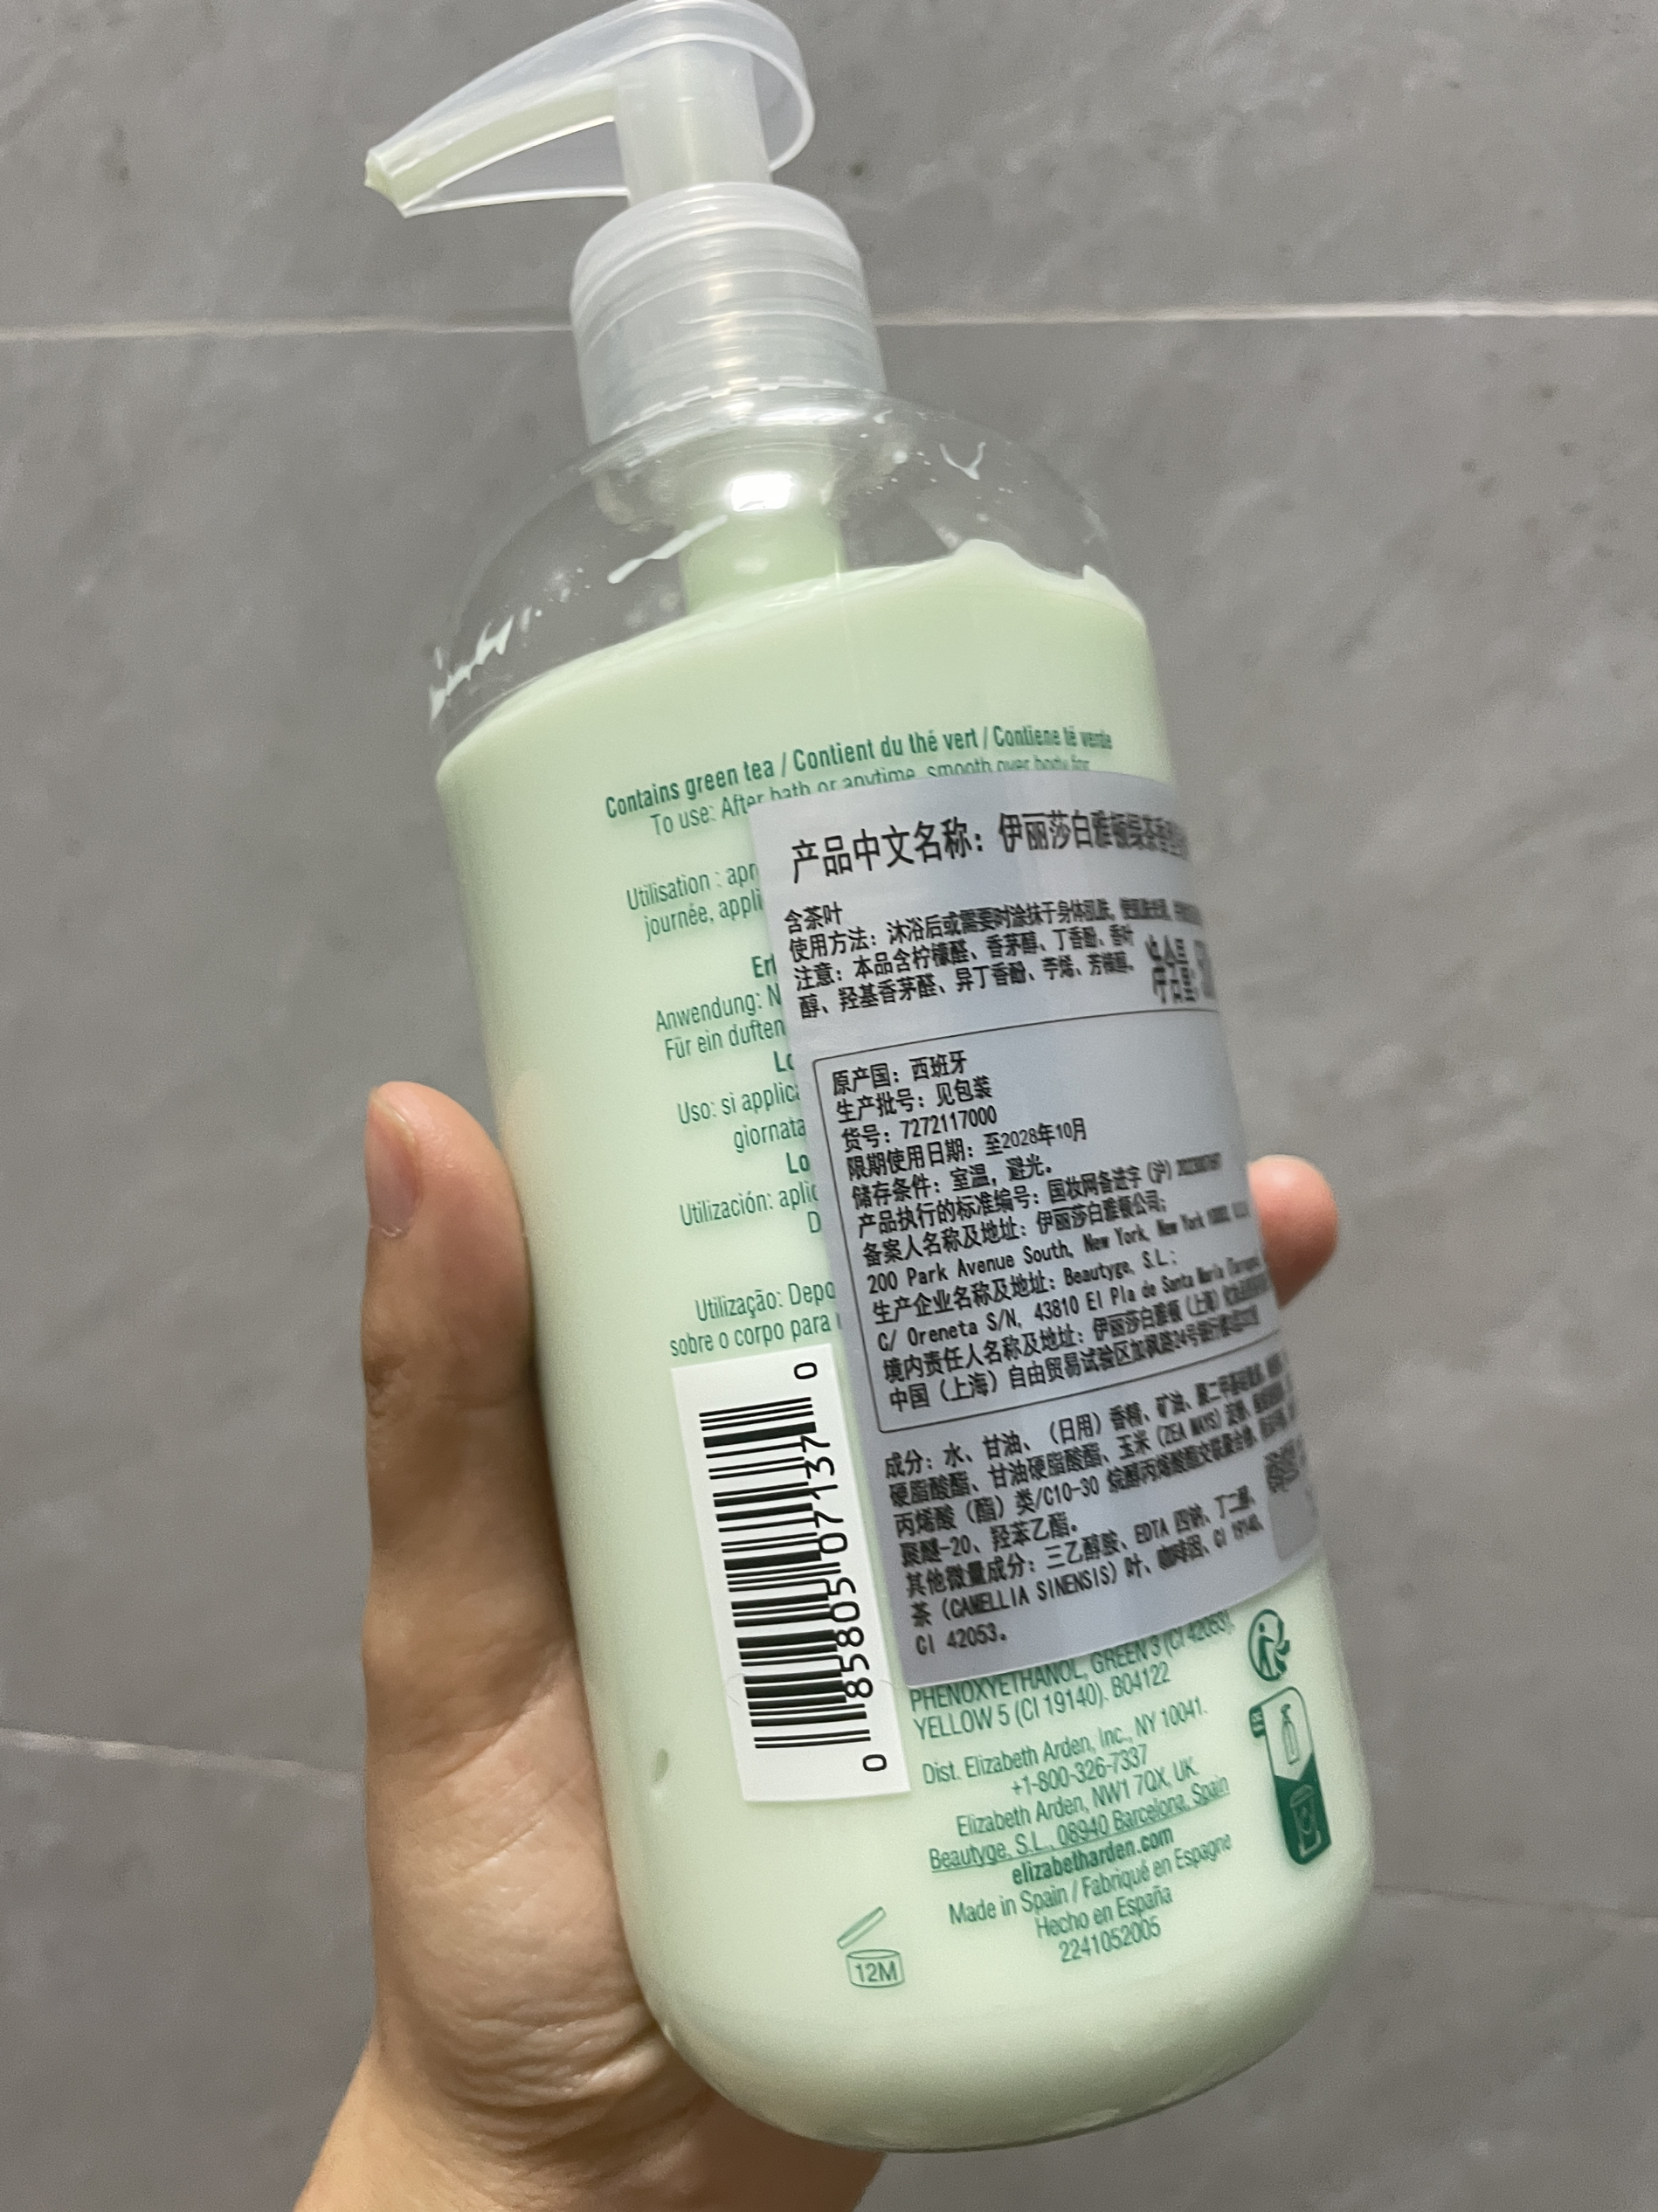 Contains green tea / Contient du thé vert / Contiene té verde
To use: After bath or anytime, smooth over body for
Utilisation :
journée,
Anwendung:
Für ein duften
Uso: si
giornata
Utilización:
Utilização:
sobre o corpo para
产品中文名称：伊丽莎白雅顿绿茶香
含茶叶
使用方法：沐浴后或需要时涂抹于身体肌肤，
注意：本品含柠檬醛、香茅醇、丁香酚、香叶
醇、羟基香茅醛、异丁香酚、苧烯、芳樟醇。
净含量：
原产国：西班牙
生产批号：见包装
货号：7272117000
限期使用日期：至2028年10月
储存条件：室温，避光。
产品执行的标准编号：国妆网备进字（沪）
备案人名称及地址：伊丽莎白雅顿公司；
200 Park Avenue South, New York, New York
生产企业名称及地址：Beautyge, S.L.;
C/ Oreneta S/N, 43810 El Pla de Santa Maria
境内责任人名称及地址：伊丽莎白雅顿（上海）
中国（上海）自由贸易试验区加枫路24号
成分：水、甘油、（日用）香精、矿油、
硬脂酸酯、甘油硬脂酸酯、玉米（ZEA MAYS）淀粉、
丙烯酸（酯）类/C10-30 烷醇丙烯酸酯交联聚合物、
聚醚-20、羟苯乙酯。
其他微量成分：三乙醇胺、EDTA 四钠、丁二醇、
茶（CAMELLIA SINENSIS）叶、咖啡因、CI 19140、
CI 42053。
0 85805 07137 0
PHENOXYETHANOL, GREEN 3 (CI 42053),
YELLOW 5 (CI 19140). B04122
Dist. Elizabeth Arden, Inc., NY 10041.
+1-800-326-7337
Elizabeth Arden, NW1 7QX, UK.
Beautyge, S.L., 08940 Barcelona, Spain
elizabetharden.com
Made in Spain / Fabriqué en Espagne
Hecho en España
2241052005
12M